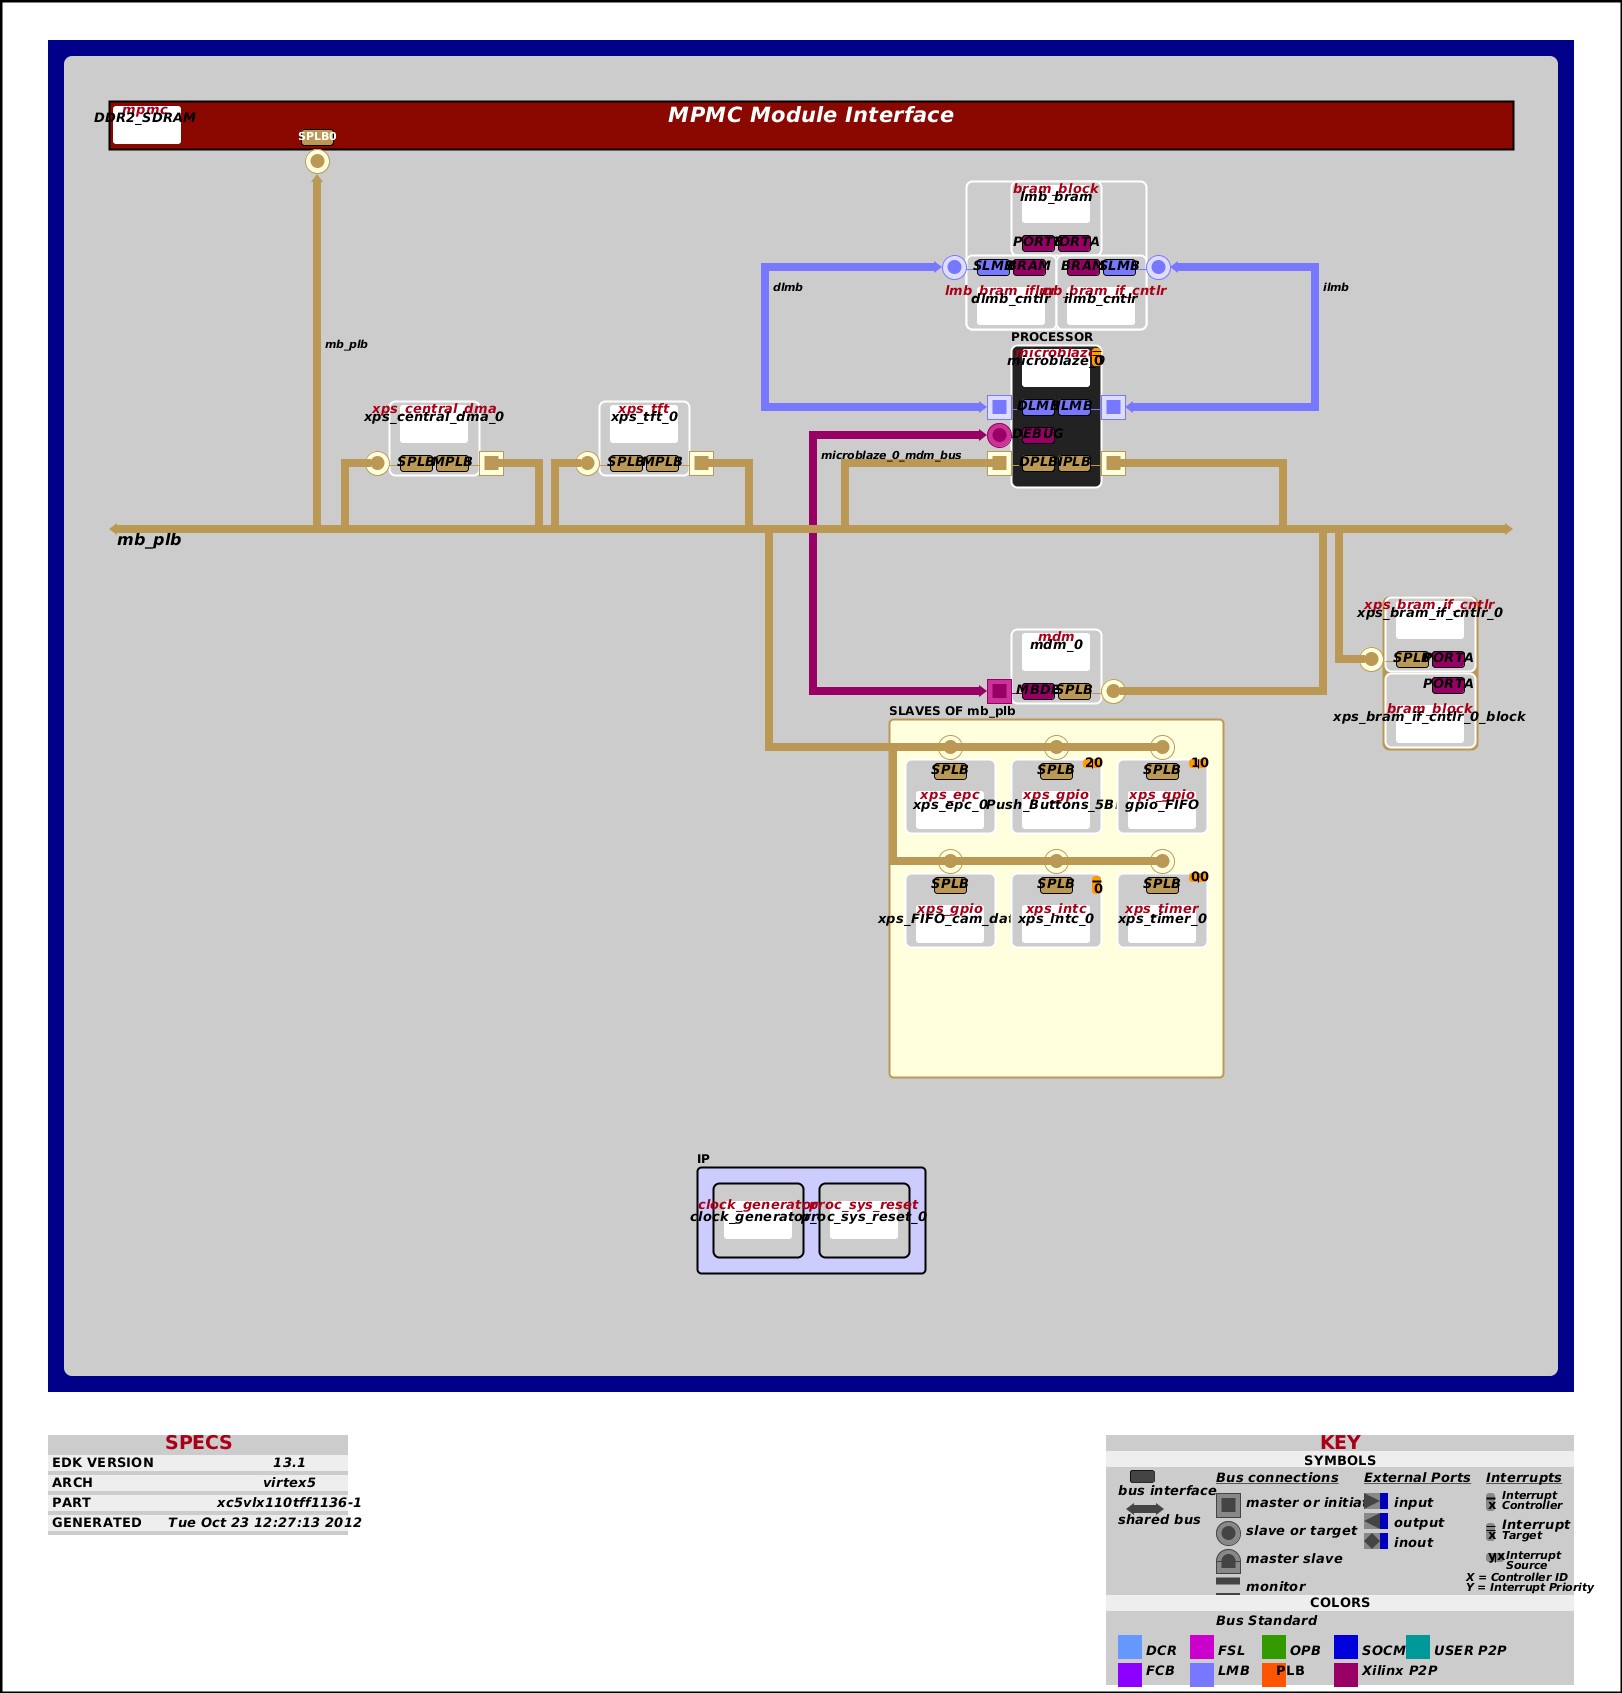 MPMC Module Interface
mpmc
DDR2_SDRAM
SPLB0
bram_block
lmb_bram
PORTB PORTA
SLMB BRAM BRAM SLMB
lmb_bram_if_cntlr
dlmb_cntlr ilmb_cntlr
dlmb
ilmb
PROCESSOR
microblaze
microblaze_0
mb_plb
xps_central_dma
xps_central_dma_0
xps_tft
xps_tft_0
DLMB ILMB
DEBUG
microblaze_0_mdm_bus
SPLB MPLB
SPLB MPLB
DPLB IPLB
mb_plb
xps_bram_if_cntlr
xps_bram_if_cntlr_0
SPLB PORTA
PORTA
bram_block
xps_bram_if_cntlr_0_block
mdm
mdm_0
MBDB SPLB
SLAVES OF mb_plb
SPLB SPLB 20 SPLB 10
xps_epc xps_gpio xps_gpio
xps_epc_0 Push_Buttons_5B gpio_FIFO
SPLB SPLB 0 SPLB 00
xps_gpio xps_intc xps_timer
xps_FIFO_cam_dat xps_intc_0 xps_timer_0
IP
clock_generator proc_sys_reset
clock_generator proc_sys_reset_0
SPECS
EDK VERSION 13.1
ARCH virtex5
PART xc5vlx110tff1136-1
GENERATED Tue Oct 23 12:27:13 2012
KEY
SYMBOLS
bus interface
shared bus
Bus connections
master or initiat
slave or target
master slave
monitor
External Ports
input
output
inout
Interrupts
x Interrupt
Controller
x Interrupt
Target
yx Interrupt
Source
X = Controller ID
Y = Interrupt Priority
COLORS
Bus Standard
DCR FSL OPB SOCM USER P2P
FCB LMB PLB Xilinx P2P